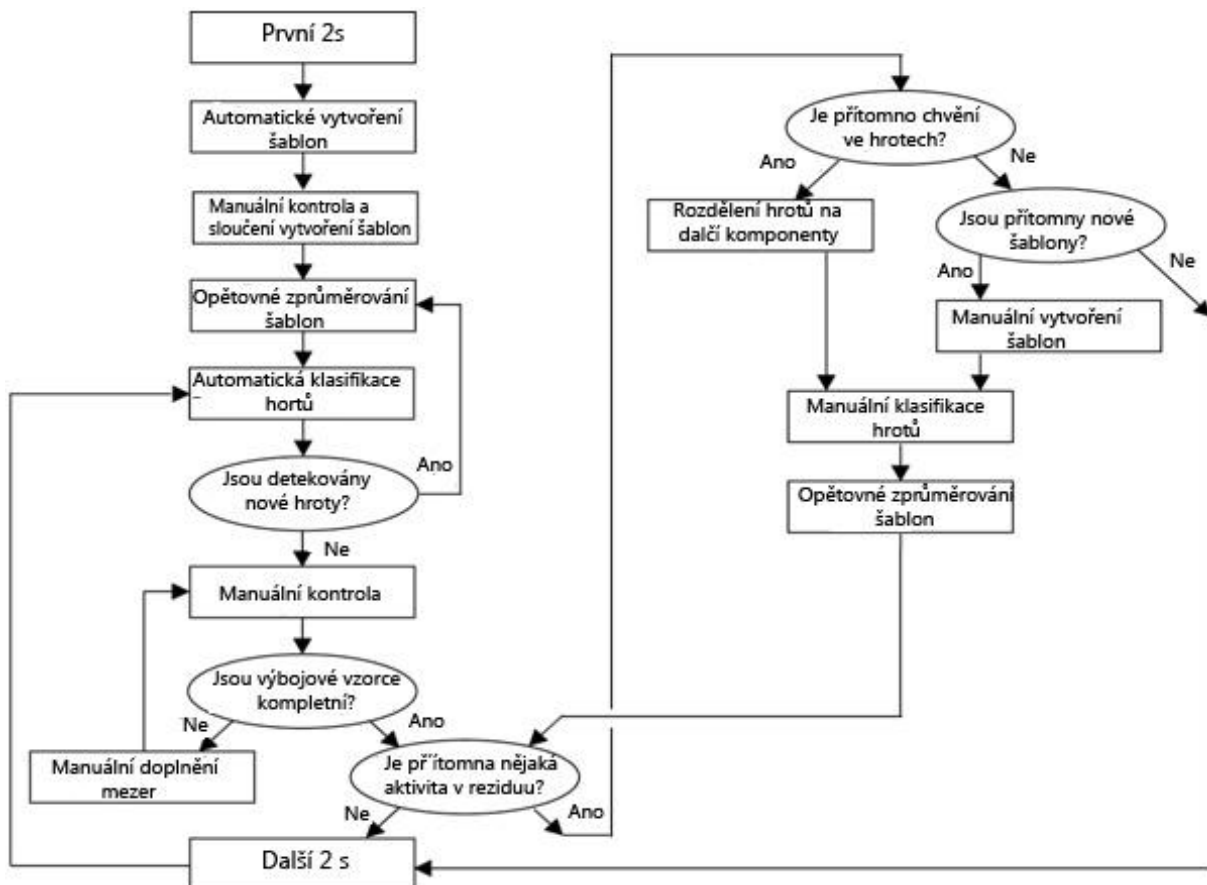 První 2s
Automatické vytvoření
šablon
Manuální kontrola a
sloučení vytvoření šablon
Opětovné zprůměrování
šablon
Automatická klasifikace
hortů
Jsou detekovány
nové hroty?
Ano
Ne
Manuální kontrola
Jsou výbojové vzorce
kompletní?
Ne
Ano
Manuální doplnění
mezer
Je přítomna nějaká
aktivita v reziduu?
Ne
Ano
Další 2 s
Je přítomno chvění
ve hrotech?
Ano
Ne
Rozdělení hrotů na
dalčí komponenty
Jsou přítomny nové
šablony?
Ano
Ne
Manuální vytvoření
šablon
Manuální klasifikace
hrotů
Opětovné zprůměrování
šablon